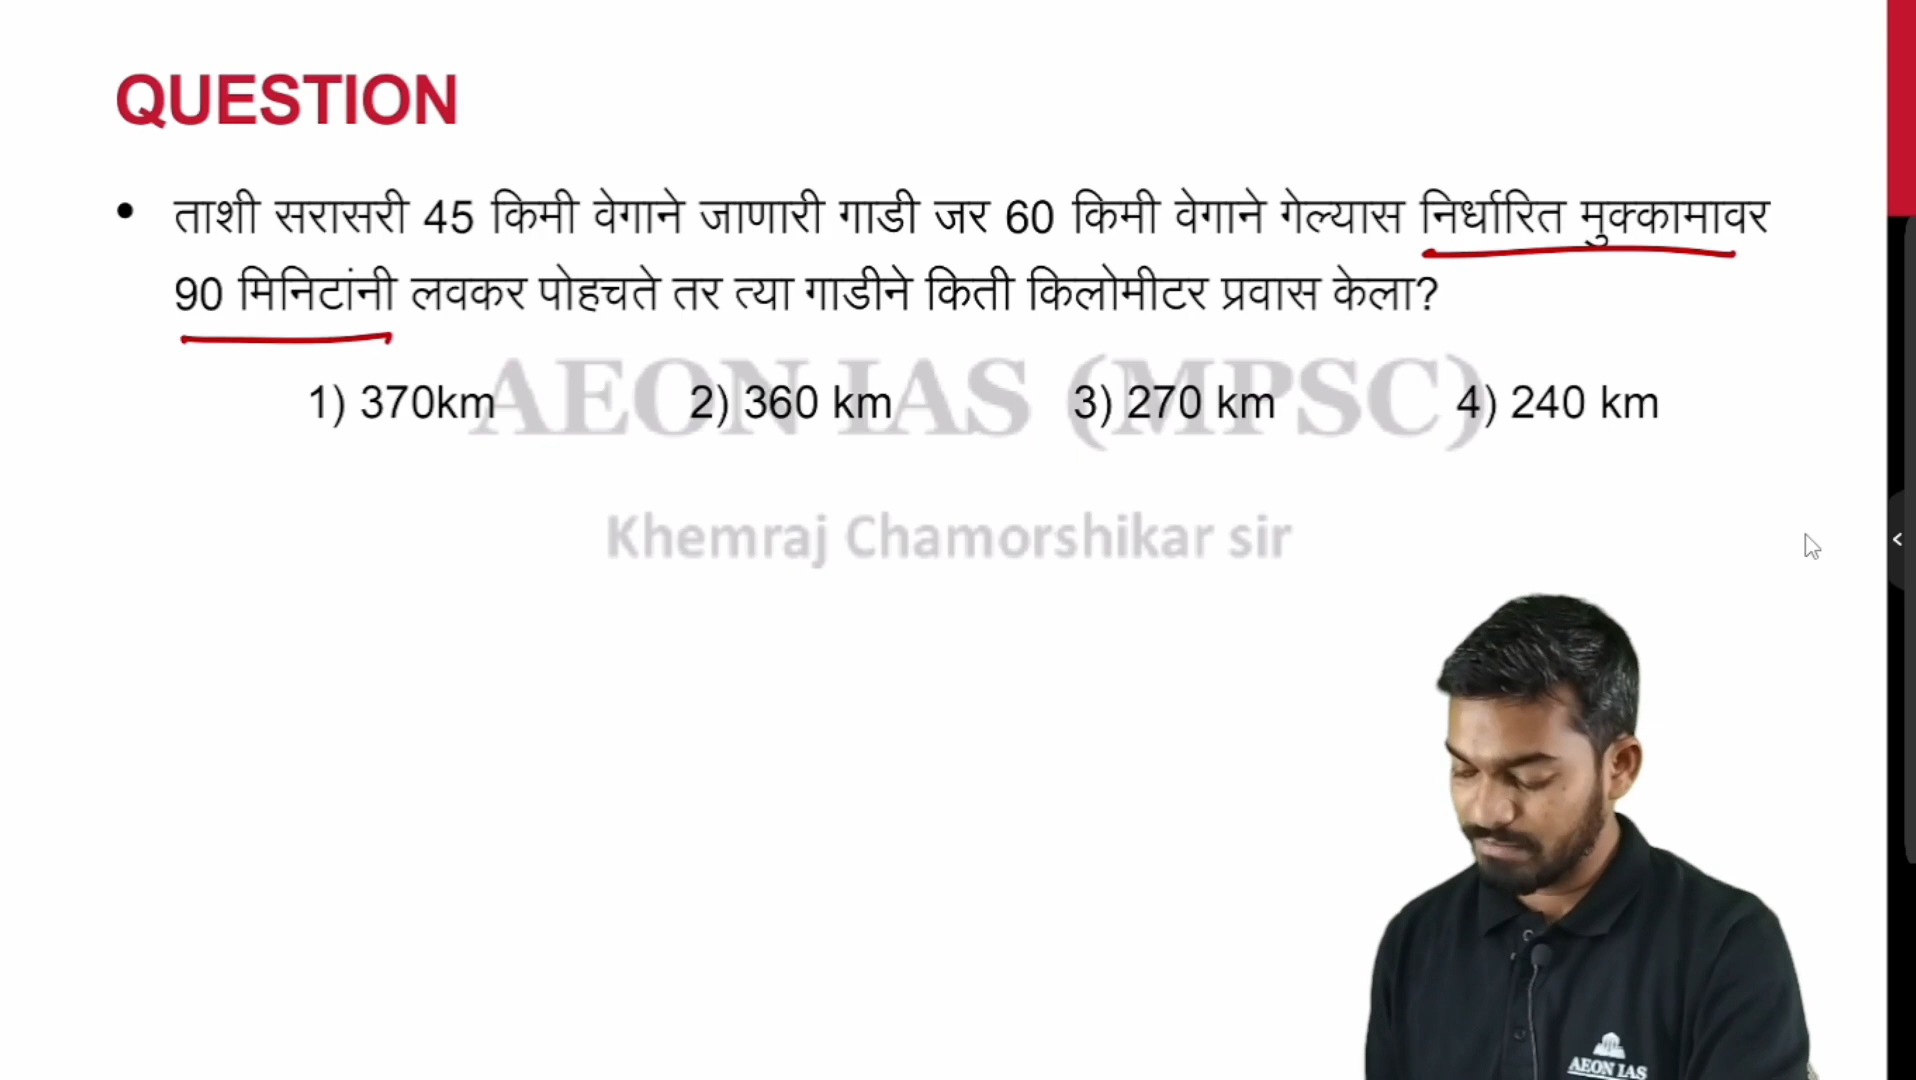 QUESTION
• ताशी सरासरी 45 किमी वेगाने जाणारी गाडी जर 60 किमी वेगाने गेल्यास निर्धारित मुक्कामावर
90 मिनिटांनी लवकर पोहचते तर त्या गाडीने किती किलोमीटर प्रवास केला?
1) 370km 2) 360 km 3) 270 km 4) 240 km
AEON IAS (MPSC)
Khemraj Chamorshikar sir
AEON IAS